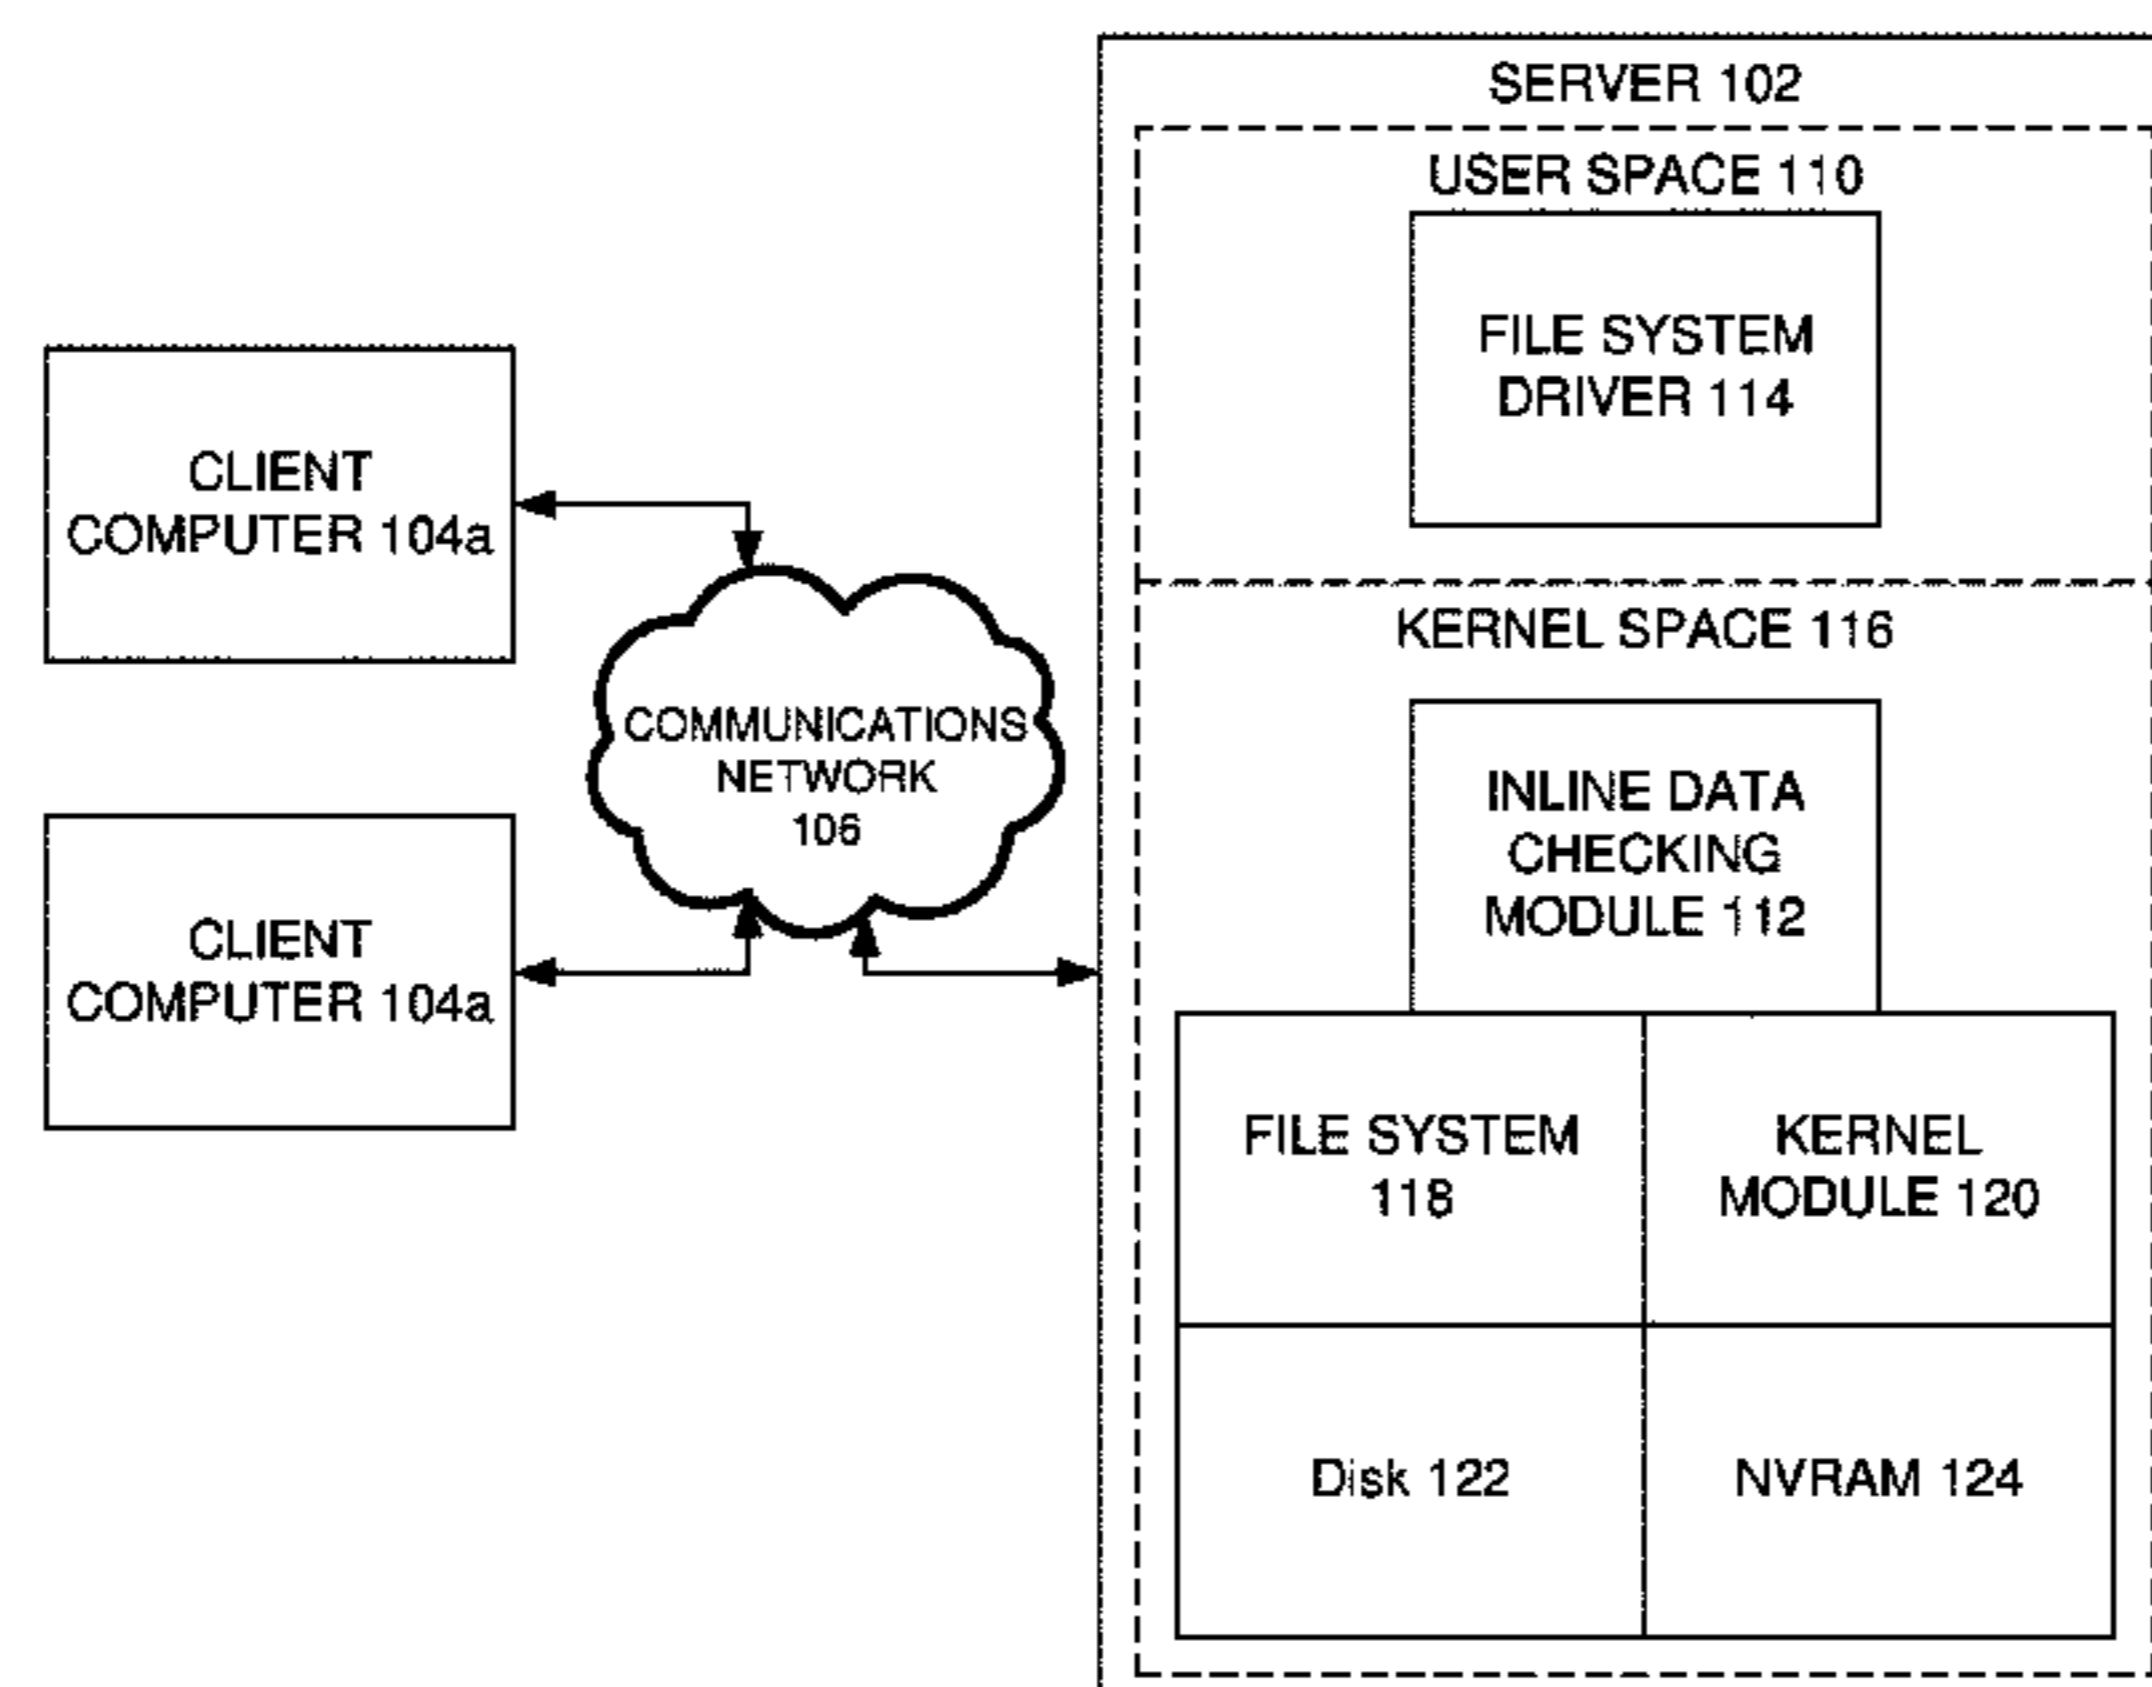 SERVER 102
USER SPACE 110
FILE SYSTEM
DRIVER 114
CLIENT
COMPUTER 104a
COMMUNICATIONS
NETWORK
106
CLIENT
COMPUTER 104a
KERNEL SPACE 116
INLINE DATA
CHECKING
MODULE 112
FILE SYSTEM
118
KERNEL
MODULE 120
Disk 122
NVRAM 124